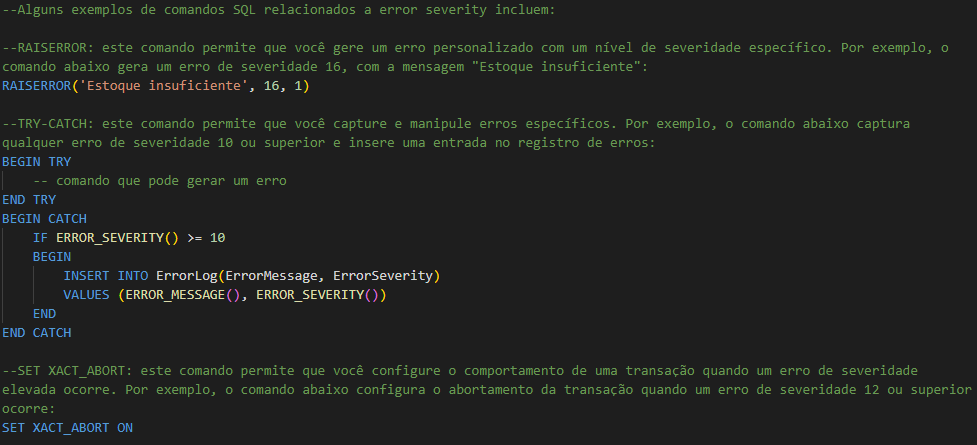 --Alguns exemplos de comandos SQL relacionados a error severity incluem:
--RAISERROR: este comando permite que você gere um erro personalizado com um nível de severidade específico. Por exemplo, o
comando abaixo gera um erro de severidade 16, com a mensagem "Estoque insuficiente":
RAISERROR('Estoque insuficiente', 16, 1)
--TRY-CATCH: este comando permite que você capture e manipule erros específicos. Por exemplo, o comando abaixo captura
qualquer erro de severidade 10 ou superior e insere uma entrada no registro de erros:
BEGIN TRY
-- comando que pode gerar um erro
END TRY
BEGIN CATCH
IF ERROR_SEVERITY() >= 10
BEGIN
INSERT INTO ErrorLog(ErrorMessage, ErrorSeverity)
VALUES (ERROR_MESSAGE(), ERROR_SEVERITY())
END
END CATCH
--SET XACT_ABORT: este comando permite que você configure o comportamento de uma transação quando um erro de severidade
elevada ocorre. Por exemplo, o comando abaixo configura o abortamento da transação quando um erro de severidade 12 ou superior
ocorre:
SET XACT_ABORT ON